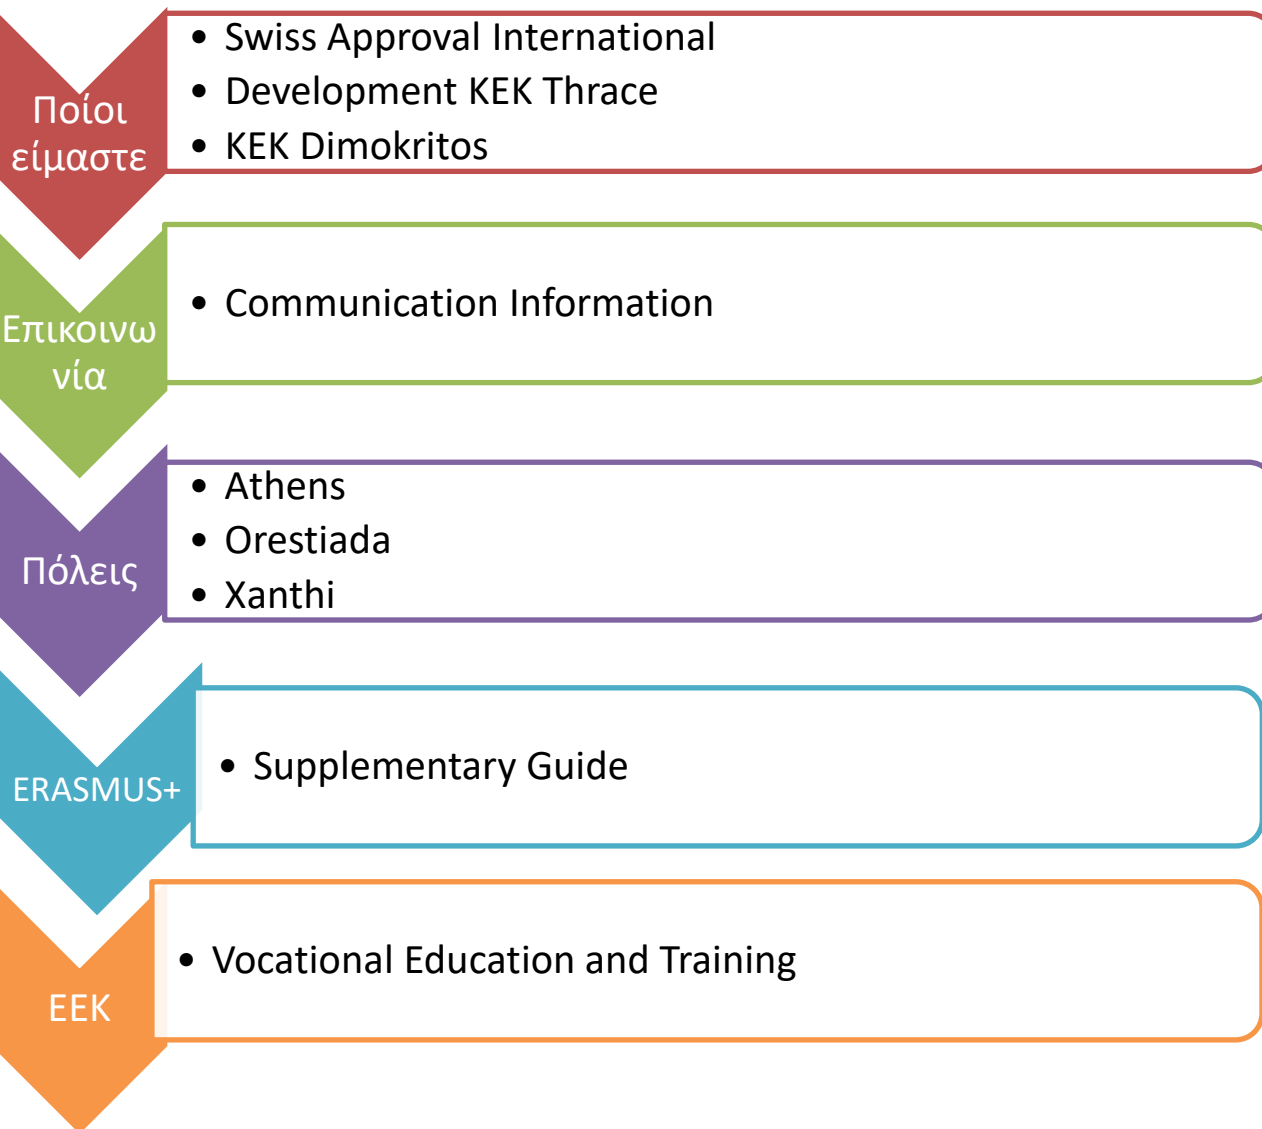 Ποίοι
είμαστε
• Swiss Approval International
• Development KEK Thrace
• KEK Dimokritos
Επικοινω
νία
• Communication Information
Πόλεις
• Athens
• Orestiada
• Xanthi
ERASMUS+
• Supplementary Guide
ΕΕΚ
• Vocational Education and Training